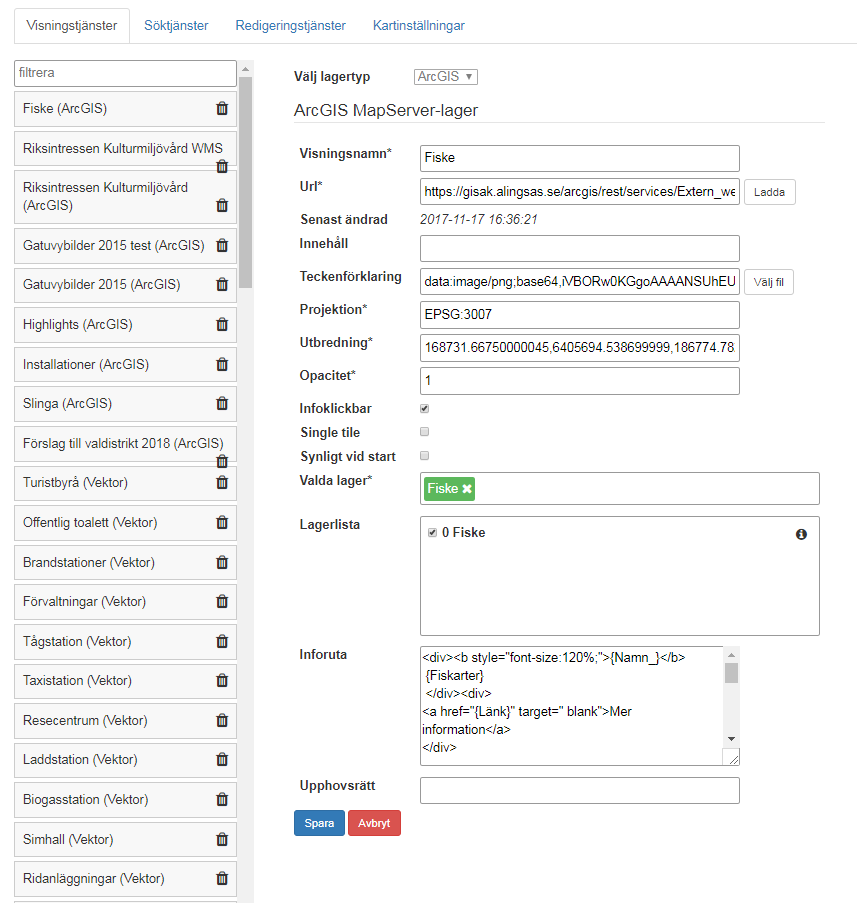 Visningstjänster Söktjänster Redigeringstjänster Kartinställningar
filtrera
Fiske (ArcGIS)
Riksintressen Kulturmiljövård WMS
Riksintressen Kulturmiljövård
(ArcGIS)
Gatuvybilder 2015 test (ArcGIS)
Gatuvybilder 2015 (ArcGIS)
Highlights (ArcGIS)
Installationer (ArcGIS)
Slinga (ArcGIS)
Förslag till valdistrikt 2018 (ArcGIS)
Turistbyrå (Vektor)
Offentlig toalett (Vektor)
Brandstationer (Vektor)
Förvaltningar (Vektor)
Tågstation (Vektor)
Taxistation (Vektor)
Resecentrum (Vektor)
Laddstation (Vektor)
Biogasstation (Vektor)
Simhall (Vektor)
Ridanläggningar (Vektor)
Välj lagertyp ArcGIS
ArcGIS MapServer-lager
Visningsnamn* Fiske
Url* https://gisak.alingsas.se/arcgis/rest/services/Extern_we Ladda
Senast ändrad 2017-11-17 16:36:21
Innehåll
Teckenförklaring data:image/png;base64,iVBORw0KGgoAAAANSUhEU Välj fil
Projektion* EPSG:3007
Utbredning* 168731.66750000045,6405694.538699999,186774.78
Opacitet* 1
Infoklickbar
Single tile
Synligt vid start
Valda lager* Fiske
Lagerlista 0 Fiske
Inforuta <div><b style="font-size:120%;">{Namn_}</b>
{Fiskarter}
</div><div>
<a href="{Länk}" target=" blank">Mer
information</a>
</div>
Upphovsrätt
Spara Avbryt